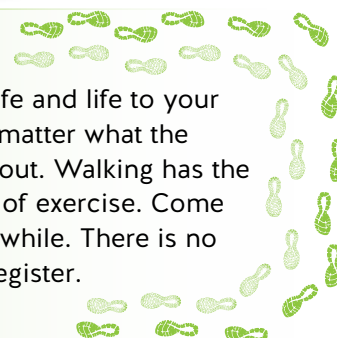 fe and life to your
matter what the
out. Walking has the
of exercise. Come
while. There is no
egister.